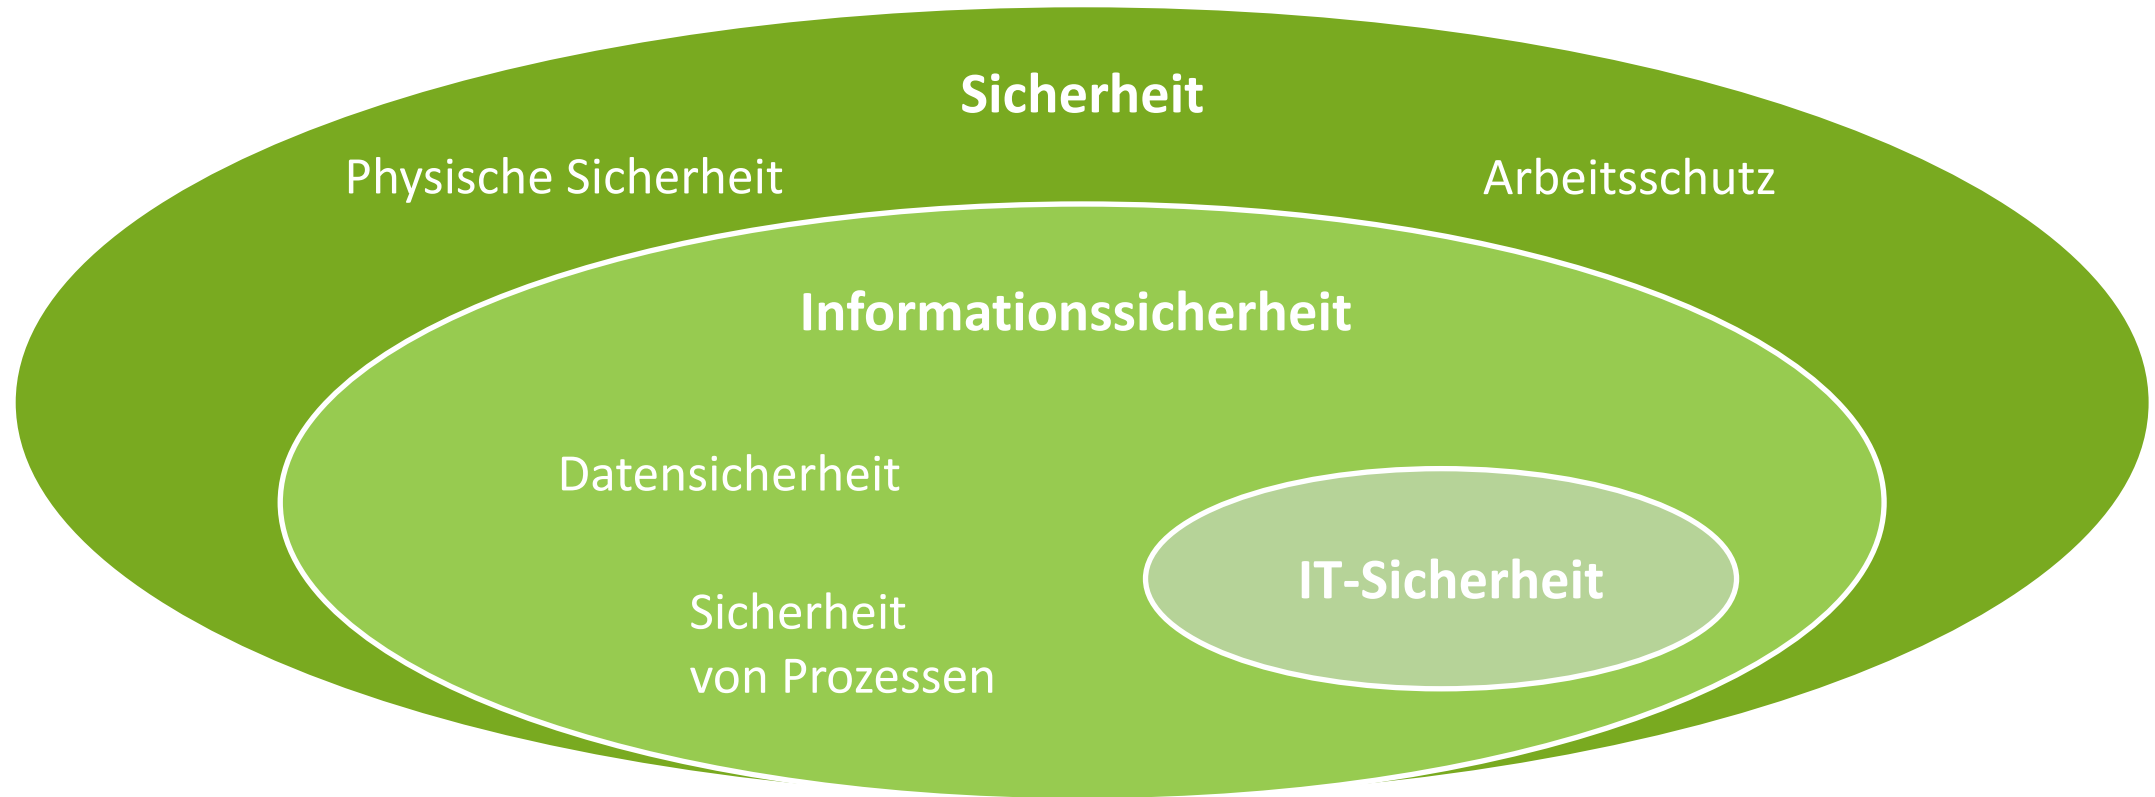 Sicherheit
Physische Sicherheit
Arbeitsschutz
Informationssicherheit
Datensicherheit
IT-Sicherheit
Sicherheit
von Prozessen